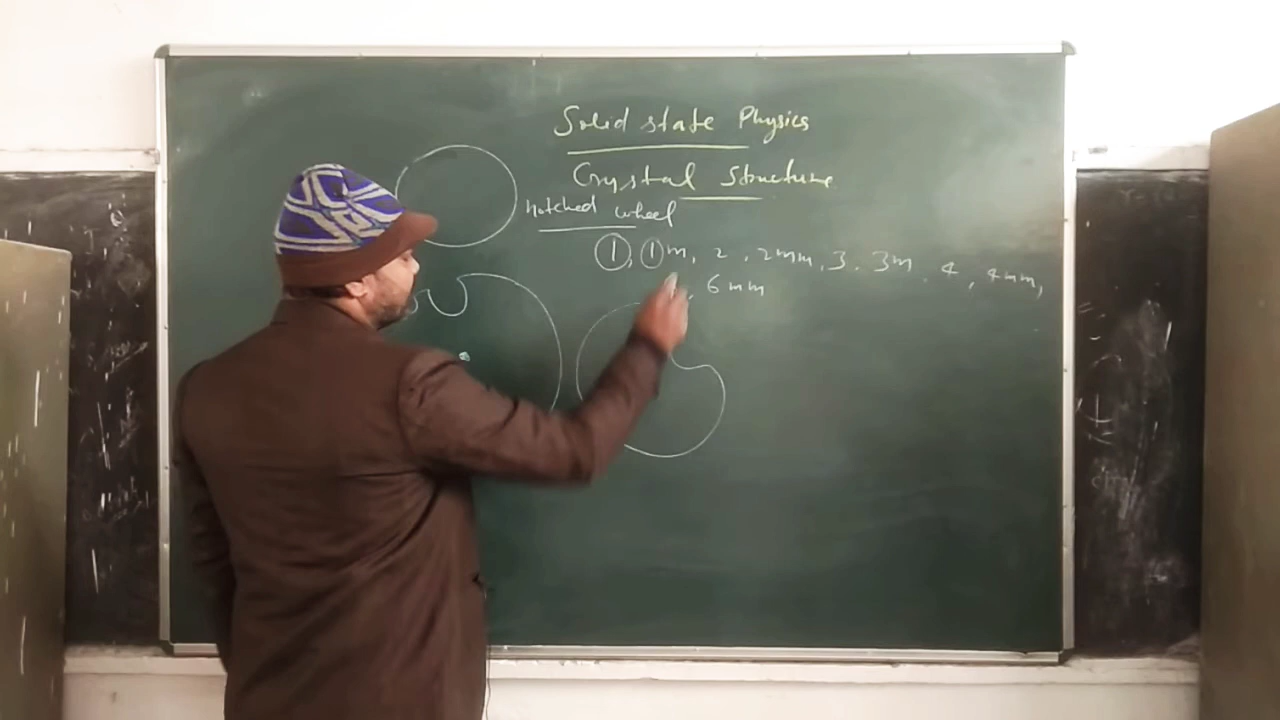 Solid state Physics
Crystal Structure
notched wheel
1, 1m, 2, 2mm, 3, 3m, 4, 4mm,
, 6mm